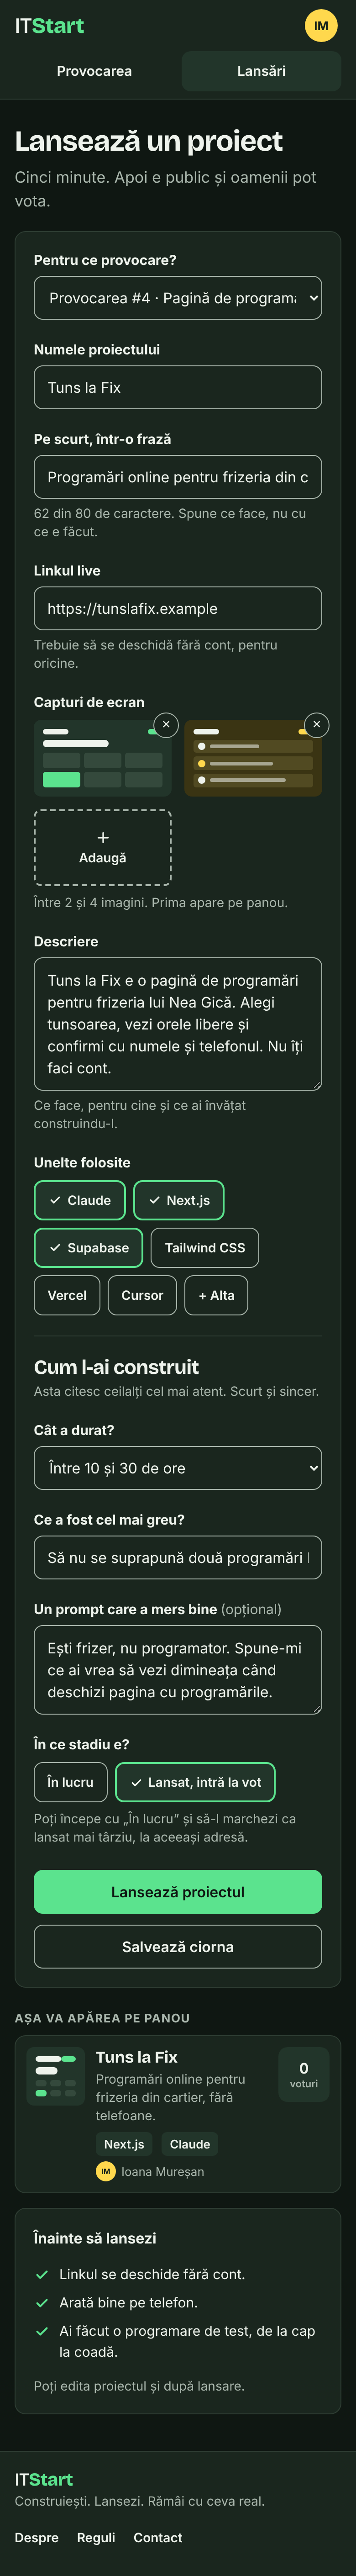 ITStart
IM
Provocarea
Lansări
Lansează un proiect
Cinci minute. Apoi e public și oamenii pot
vota.
Pentru ce provocare?
Provocarea #4 · Pagină de programă
Numele proiectului
Tuns la Fix
Pe scurt, într-o frază
Programări online pentru frizeria din c
62 din 80 de caractere. Spune ce face, nu cu
ce e făcut.
Linkul live
https://tunslafix.example
Trebuie să se deschidă fără cont, pentru
oricine.
Capturi de ecran
+
Adaugă
Între 2 și 4 imagini. Prima apare pe panou.
Descriere
Tuns la Fix e o pagină de programări
pentru frizeria lui Nea Gică. Alegi
tunsoarea, vezi orele libere și
confirmi cu numele și telefonul. Nu îți
faci cont.
Ce face, pentru cine și ce ai învățat
construindu-l.
Unelte folosite
Claude
Next.js
Supabase
Tailwind CSS
Vercel
Cursor
+ Alta
Cum l-ai construit
Asta citesc ceilalți cel mai atent. Scurt și sincer.
Cât a durat?
Între 10 și 30 de ore
Ce a fost cel mai greu?
Să nu se suprapună două programări
Un prompt care a mers bine (opțional)
Ești frizer, nu programator. Spune-mi
ce ai vrea să vezi dimineața când
deschizi pagina cu programările.
În ce stadiu e?
În lucru
Lansat, intră la vot
Poți începe cu „În lucru” și să-l marchezi ca
lansat mai târziu, la aceeași adresă.
Lansează proiectul
Salvează ciorna
AȘA VA APĂREA PE PANOU
Tuns la Fix
Programări online pentru
frizeria din cartier, fără
telefoane.
Next.js
Claude
IM
Ioana Mureșan
0
voturi
Înainte să lansezi
Linkul se deschide fără cont.
Arată bine pe telefon.
Ai făcut o programare de test, de la cap
la coadă.
Poți edita proiectul și după lansare.
ITStart
Construiești. Lansezi. Rămâi cu ceva real.
Despre
Reguli
Contact